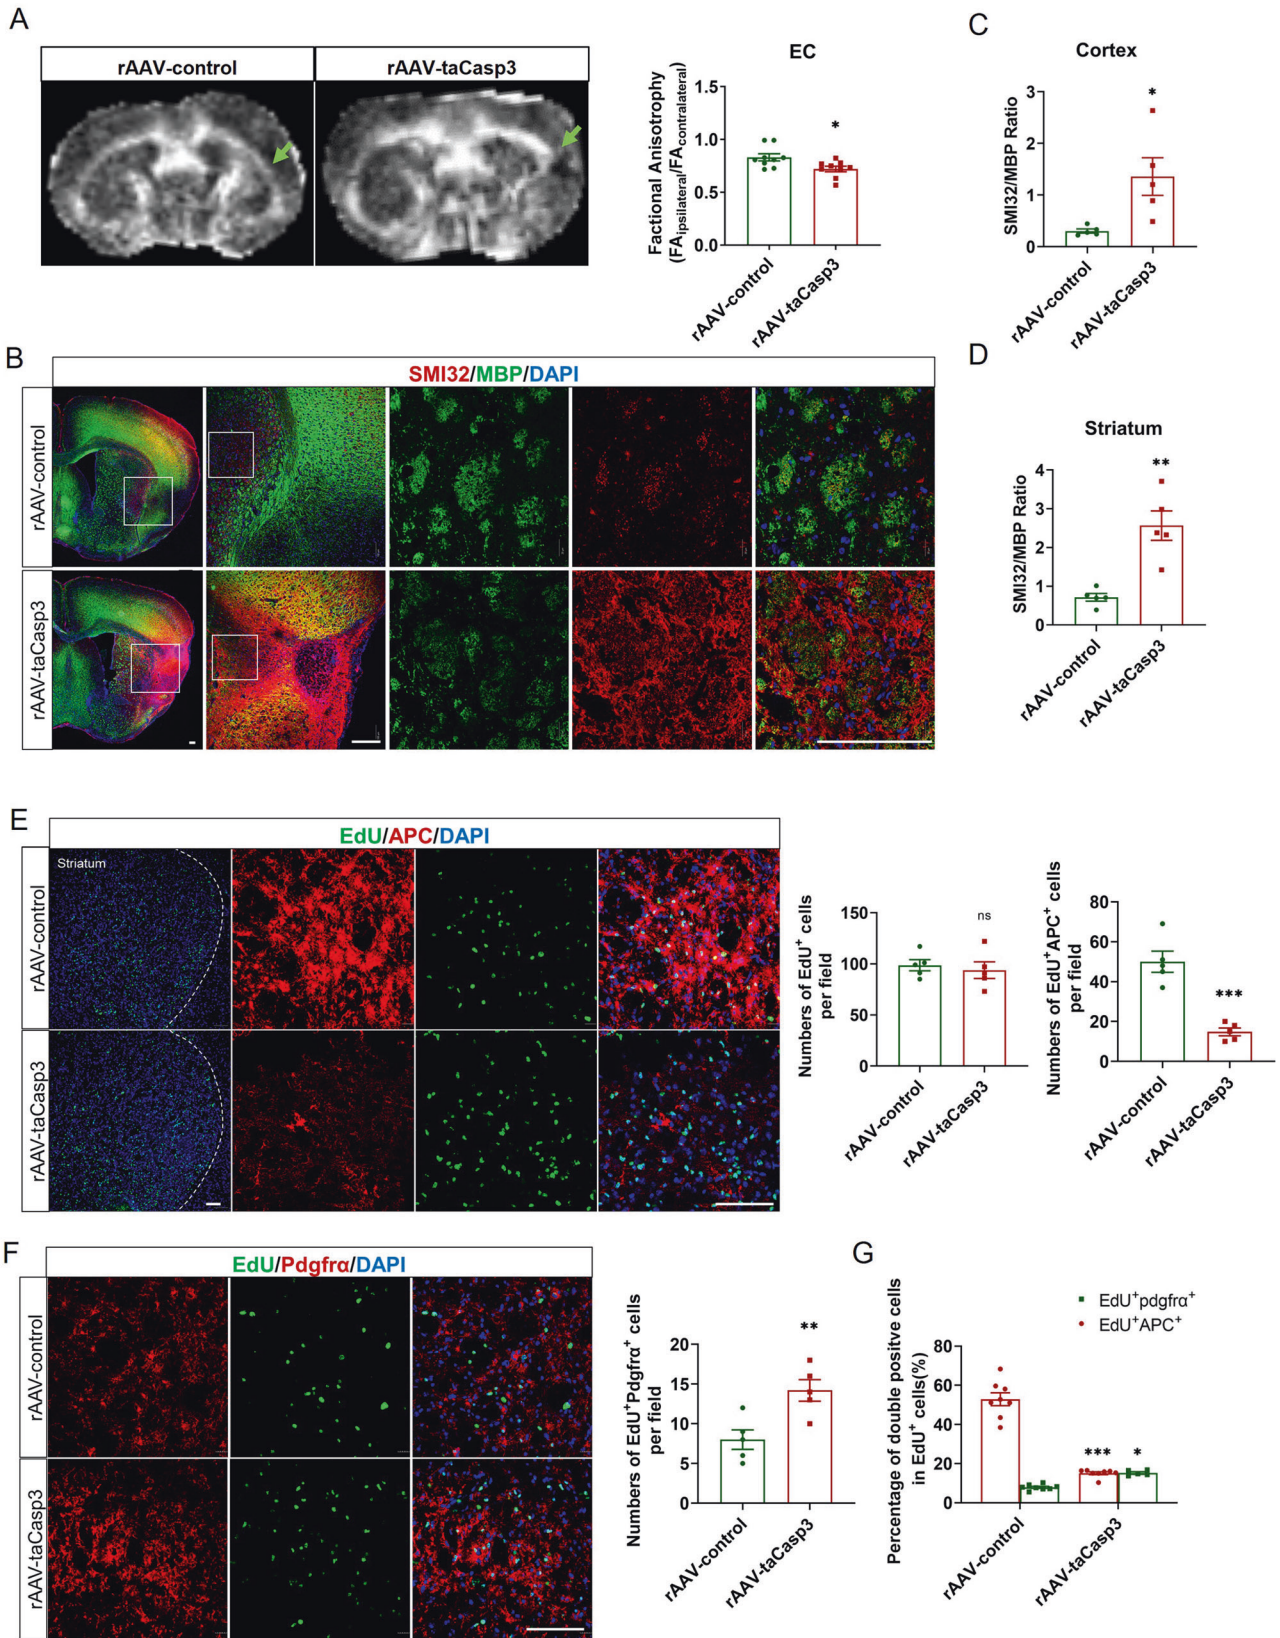 A
rAAV-control
rAAV-taCasp3
EC
Factional Anisotrophy
(FAipsilateral/FAcontralateral)
1.5
1.0
0.5
0.0
*
rAAV-control
rAAV-taCasp3
C
Cortex
SMI32/MBP Ratio
3
2
1
0
*
rAAV-control
rAAV-taCasp3
B
SMI32/MBP/DAPI
rAAV-control
rAAV-taCasp3
D
Striatum
SMI32/MBP Ratio
4
3
2
1
0
**
rAAV-control
rAAV-taCasp3
E
EdU/APC/DAPI
rAAV-control
Striatum
rAAV-taCasp3
Numbers of EdU+ cells
per field
150
100
50
0
ns
rAAV-control
rAAV-taCasp3
Numbers of EdU+APC+ cells
per field
80
60
40
20
0
***
rAAV-control
rAAV-taCasp3
F
EdU/Pdgfrα/DAPI
rAAV-control
rAAV-taCasp3
Numbers of EdU+Pdgfrα+ cells
per field
20
15
10
5
0
**
rAAV-control
rAAV-taCasp3
G
EdU+pdgfrα+
EdU+APC+
Percentage of double positive cells
in EdU+ cells(%)
80
60
40
20
0
***
*
rAAV-control
rAAV-taCasp3